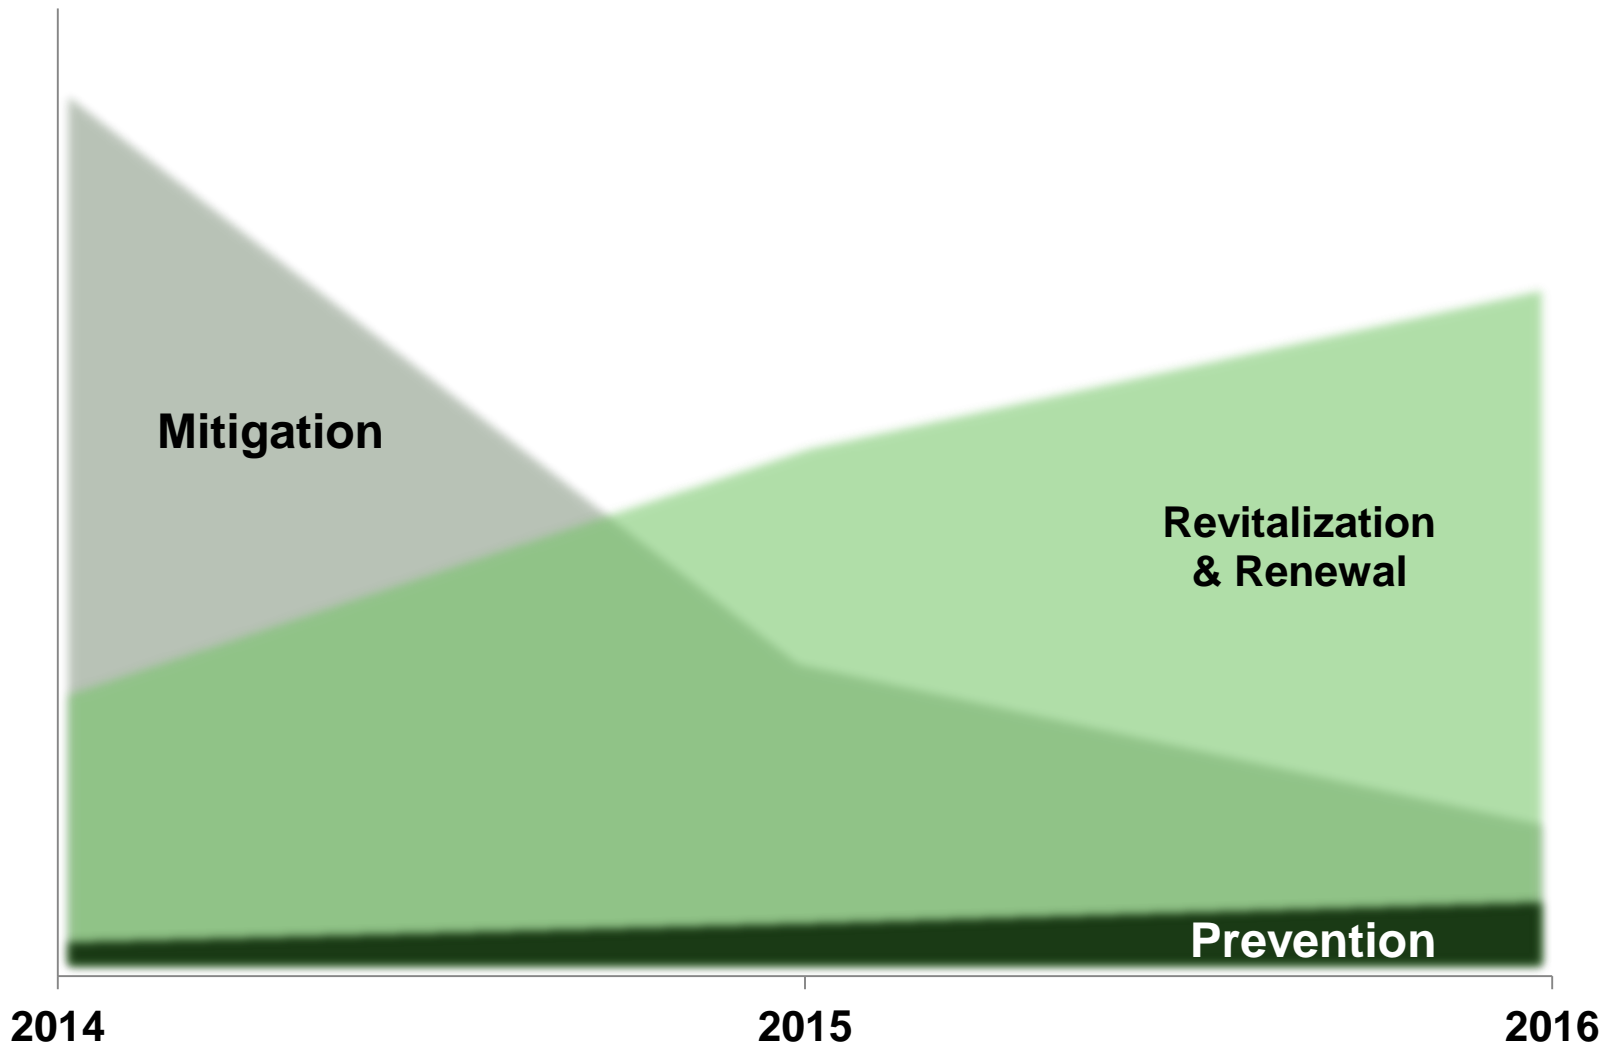 Mitigation
Revitalization
& Renewal
Prevention
2014
2015
2016